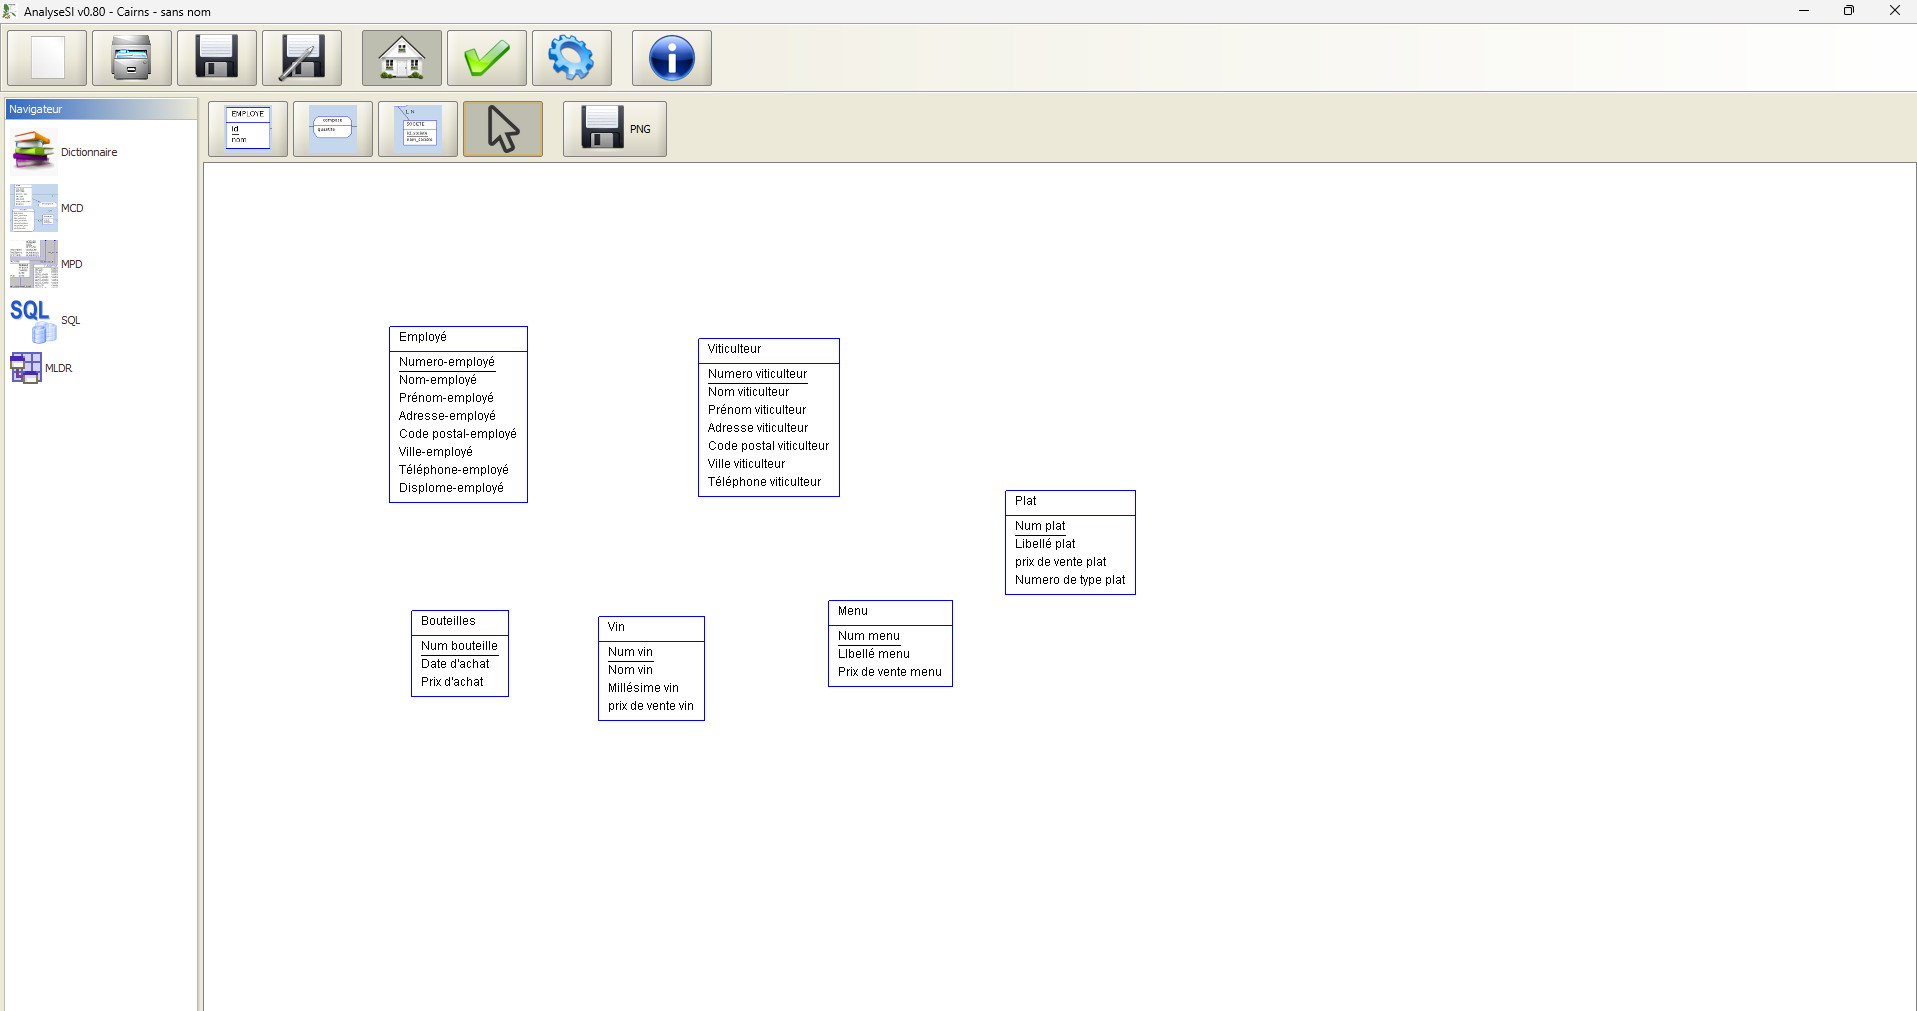 AnalyseSI v0.80 - Cairns - sans nom
Navigateur
Dictionnaire
MCD
MPD
SQL
SQL
MLDR
EMPLOYE
id
nom
compose
quantite
1, N
SOCIETE
PNG
Employé
Numero-employé
Nom-employé
Prénom-employé
Adresse-employé
Code postal-employé
Ville-employé
Téléphone-employé
Displome-employé
Viticulteur
Numero viticulteur
Nom viticulteur
Prénom viticulteur
Adresse viticulteur
Code postal viticulteur
Ville viticulteur
Téléphone viticulteur
Plat
Num plat
Libellé plat
prix de vente plat
Numero de type plat
Bouteilles
Num bouteille
Date d'achat
Prix d'achat
Vin
Num vin
Nom vin
Millésime vin
prix de vente vin
Menu
Num menu
LIbellé menu
Prix de vente menu